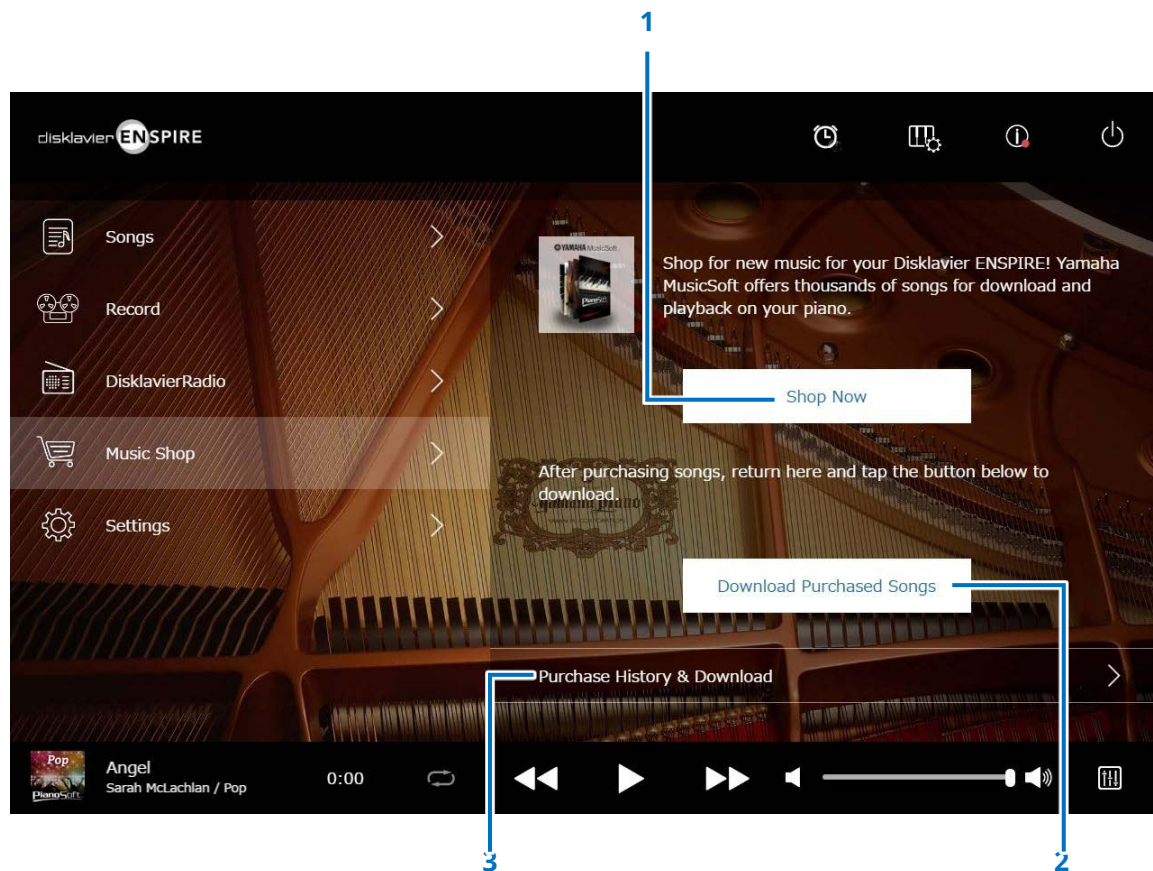 1
disklavier ENSPIRE
Songs
Record
DisklavierRadio
Music Shop
Settings
YAMAHA MusicSoft
PianoSoft
Shop for new music for your Disklavier ENSPIRE! Yamaha
MusicSoft offers thousands of songs for download and
playback on your piano.
Shop Now
After purchasing songs, return here and tap the button below to
download.
Download Purchased Songs
Purchase History & Download
Pop
PianoSoft
Angel
Sarah McLachlan / Pop
0:00
3
2